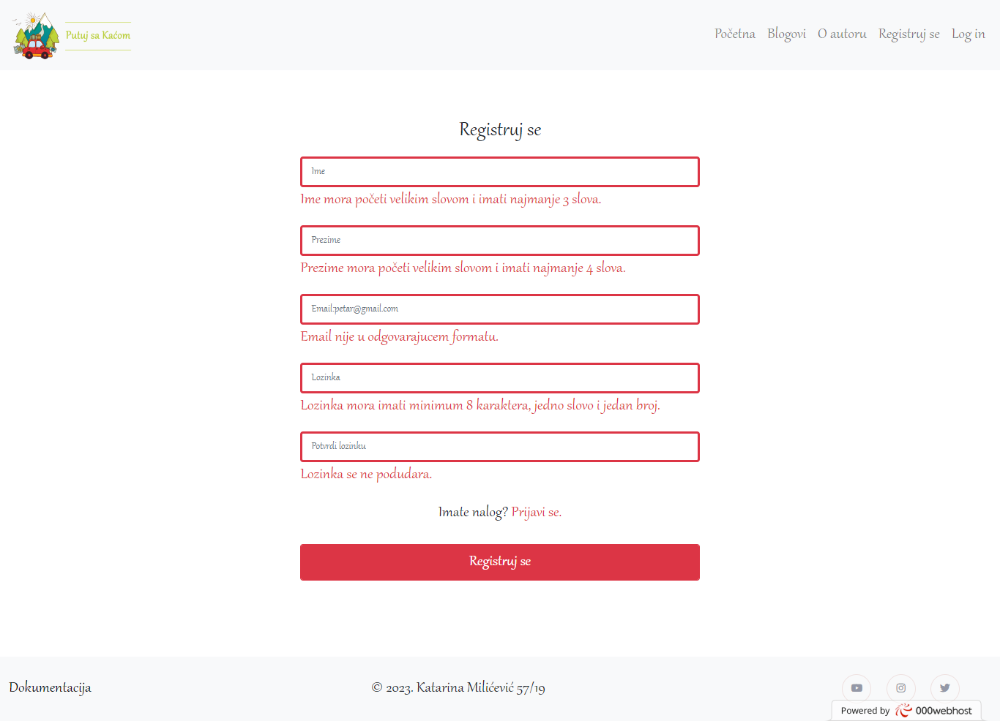 Putuj sa Kaćom
Početna Blogovi O autoru Registruj se Log in
Registruj se
Ime
Ime mora početi velikim slovom i imati najmanje 3 slova.
Prezime
Prezime mora početi velikim slovom i imati najmanje 4 slova.
Email:petar@gmail.com
Email nije u odgovarajucem formatu.
Lozinka
Lozinka mora imati minimum 8 karaktera, jedno slovo i jedan broj.
Potvrdi lozinku
Lozinka se ne podudara.
Imate nalog? Prijavi se.
Registruj se
Dokumentacija
© 2023. Katarina Milićević 57/19
Powered by 000webhost